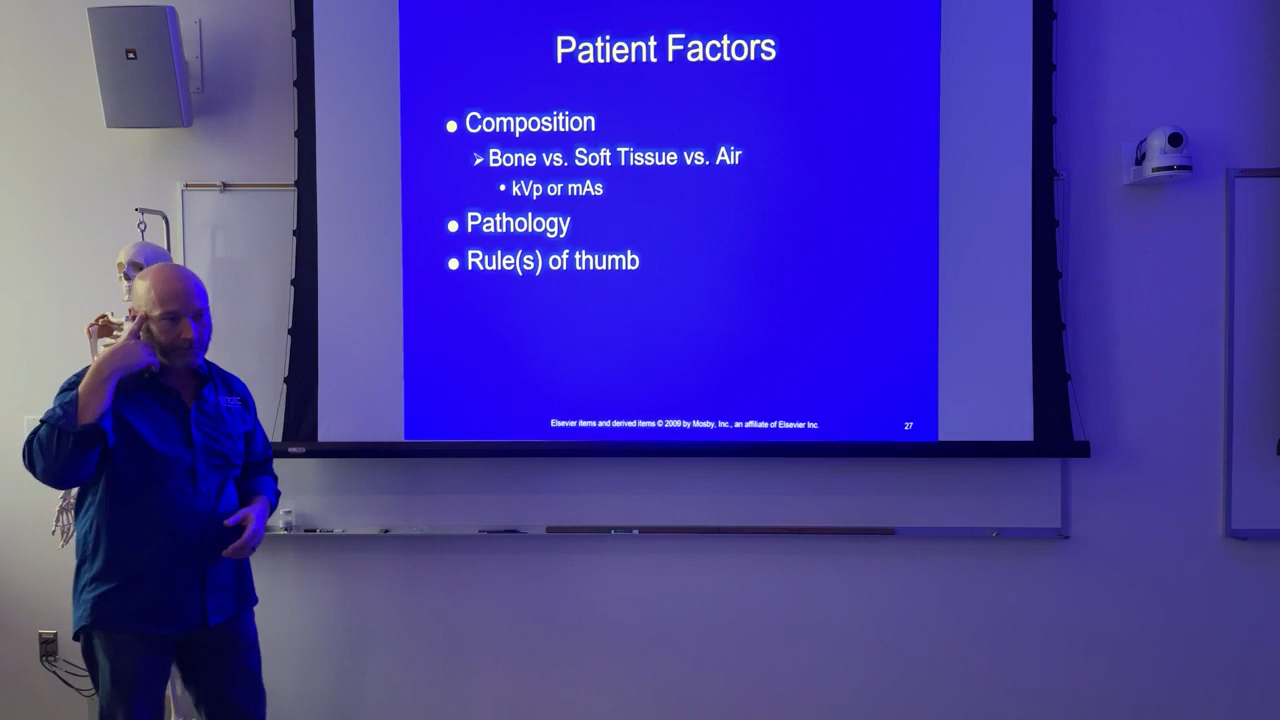 Patient Factors
● Composition
➢ Bone vs. Soft Tissue vs. Air
• kVp or mAs
● Pathology
● Rule(s) of thumb
Elsevier items and derived items © 2009 by Mosby, Inc., an affiliate of Elsevier Inc.
27
JBL